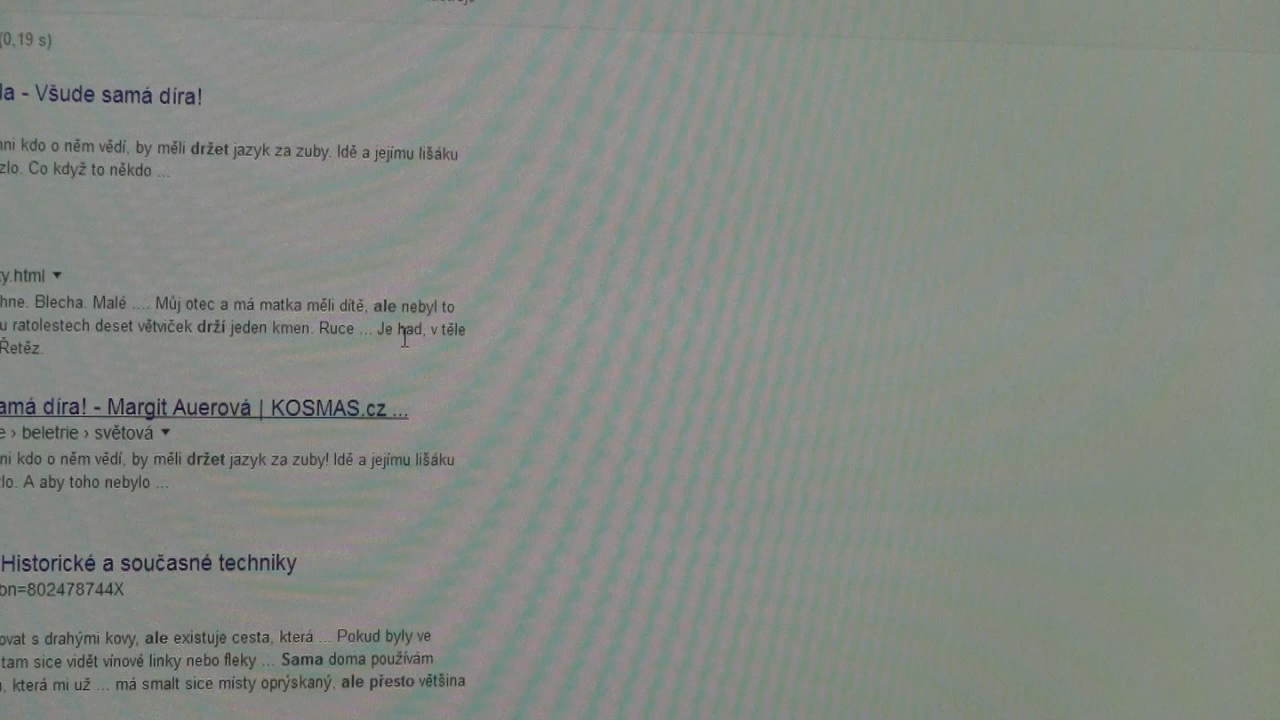 (0,19 s)
la - Všude samá díra!
kdo o něm vědí, by měli držet jazyk za zuby. Idě a jejímu lišáku
zlo. Co když to někdo ...
y.html
hne. Blecha. Malé .... Můj otec a má matka měli dítě, ale nebyl to
u ratolestech deset větviček drží jeden kmen. Ruce ... Je had, v těle
Řetěz.
amá díra! - Margit Auerová | KOSMAS.cz ...
e › beletrie › světová
ni kdo o něm vědí, by měli držet jazyk za zuby! Idě a jejímu lišáku
lo. A aby toho nebylo ...
Historické a současné techniky
bn=802478744X
ovat s drahými kovy, ale existuje cesta, která ... Pokud byly ve
tam sice vidět vínové linky nebo fleky ... Sama doma používám
, která mi už ... má smalt sice místy oprýskaný, ale přesto většina